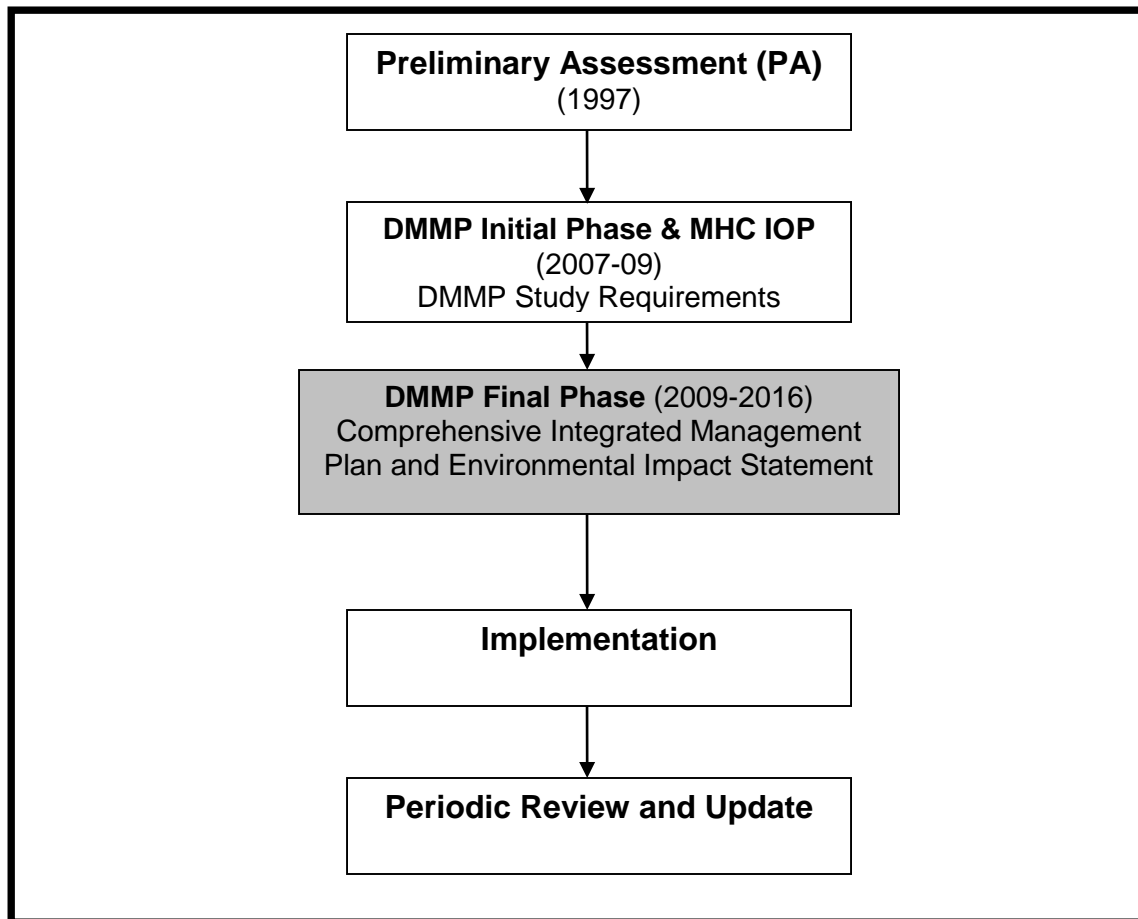 Preliminary Assessment (PA)
(1997)
DMMP Initial Phase & MHC IOP
(2007-09)
DMMP Study Requirements
DMMP Final Phase (2009-2016)
Comprehensive Integrated Management
Plan and Environmental Impact Statement
Implementation
Periodic Review and Update